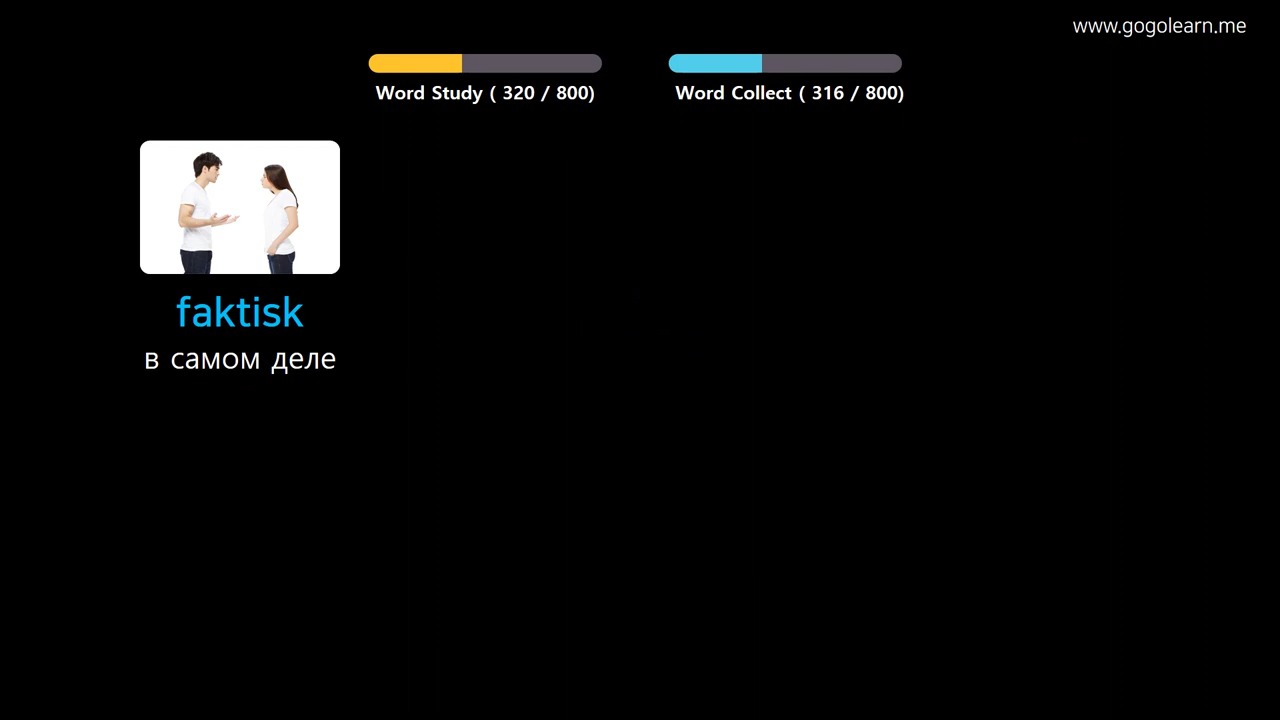 www.gogolearn.me
Word Study ( 320 / 800)
Word Collect ( 316 / 800)
faktisk
в самом деле